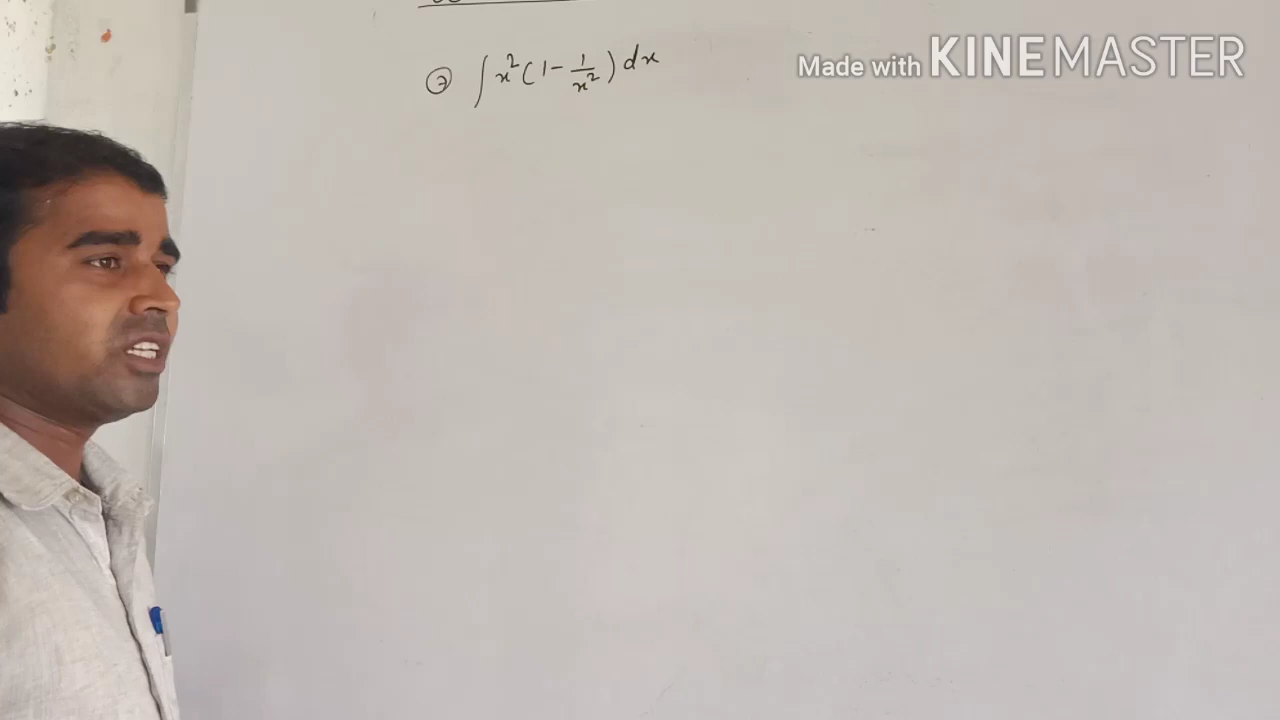 Made with KINEMASTER
⑦ ∫ x²(1 - 1/x²) dx